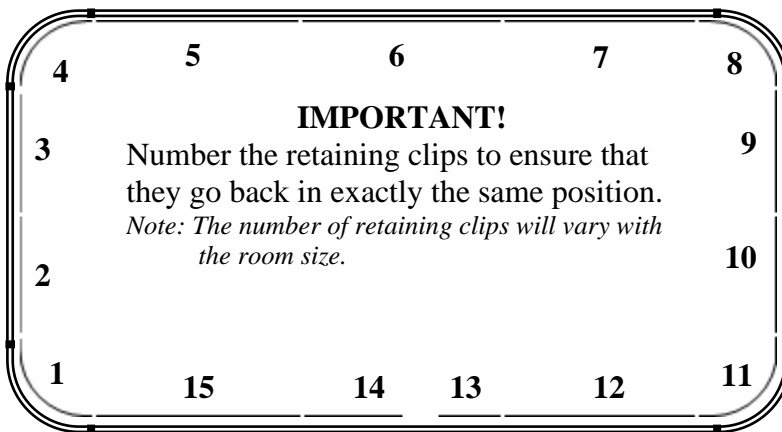 5 6 7
4 8
IMPORTANT!
3 9
Number the retaining clips to ensure that
they go back in exactly the same position.
Note: The number of retaining clips will vary with
the room size.
2 10
1 11
15 14 13 12